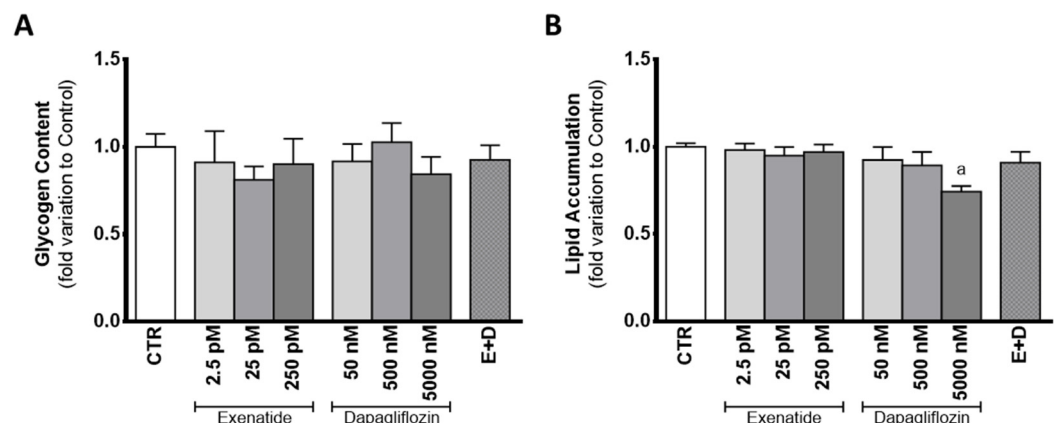 A
Glycogen Content
(fold variation to Control)
1.5
1.0
0.5
0.0
CTR
2.5 pM
25 pM
250 pM
50 nM
500 nM
5000 nM
E+D
Exenatide
Dapagliflozin
B
Lipid Accumulation
(fold variation to Control)
1.5
1.0
0.5
0.0
a
CTR
2.5 pM
25 pM
250 pM
50 nM
500 nM
5000 nM
E+D
Exenatide
Dapagliflozin